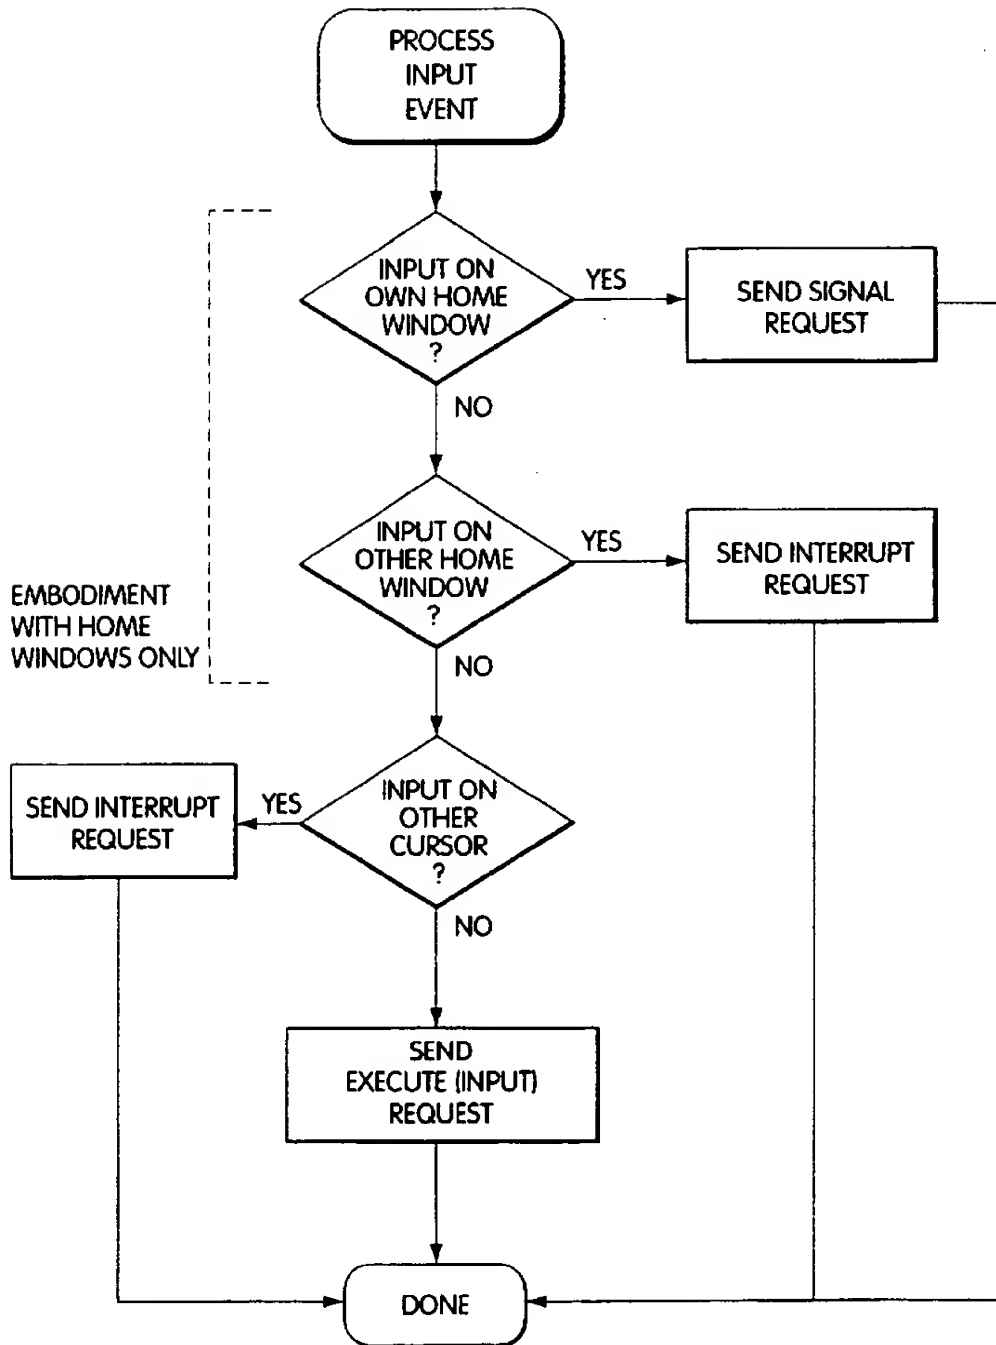 PROCESS
INPUT
EVENT
INPUT ON
OWN HOME
WINDOW
?
YES
SEND SIGNAL
REQUEST
NO
INPUT ON
OTHER HOME
WINDOW
?
YES
SEND INTERRUPT
REQUEST
EMBODIMENT
WITH HOME
WINDOWS ONLY
NO
INPUT ON
OTHER
CURSOR
?
YES
SEND INTERRUPT
REQUEST
NO
SEND
EXECUTE (INPUT)
REQUEST
DONE